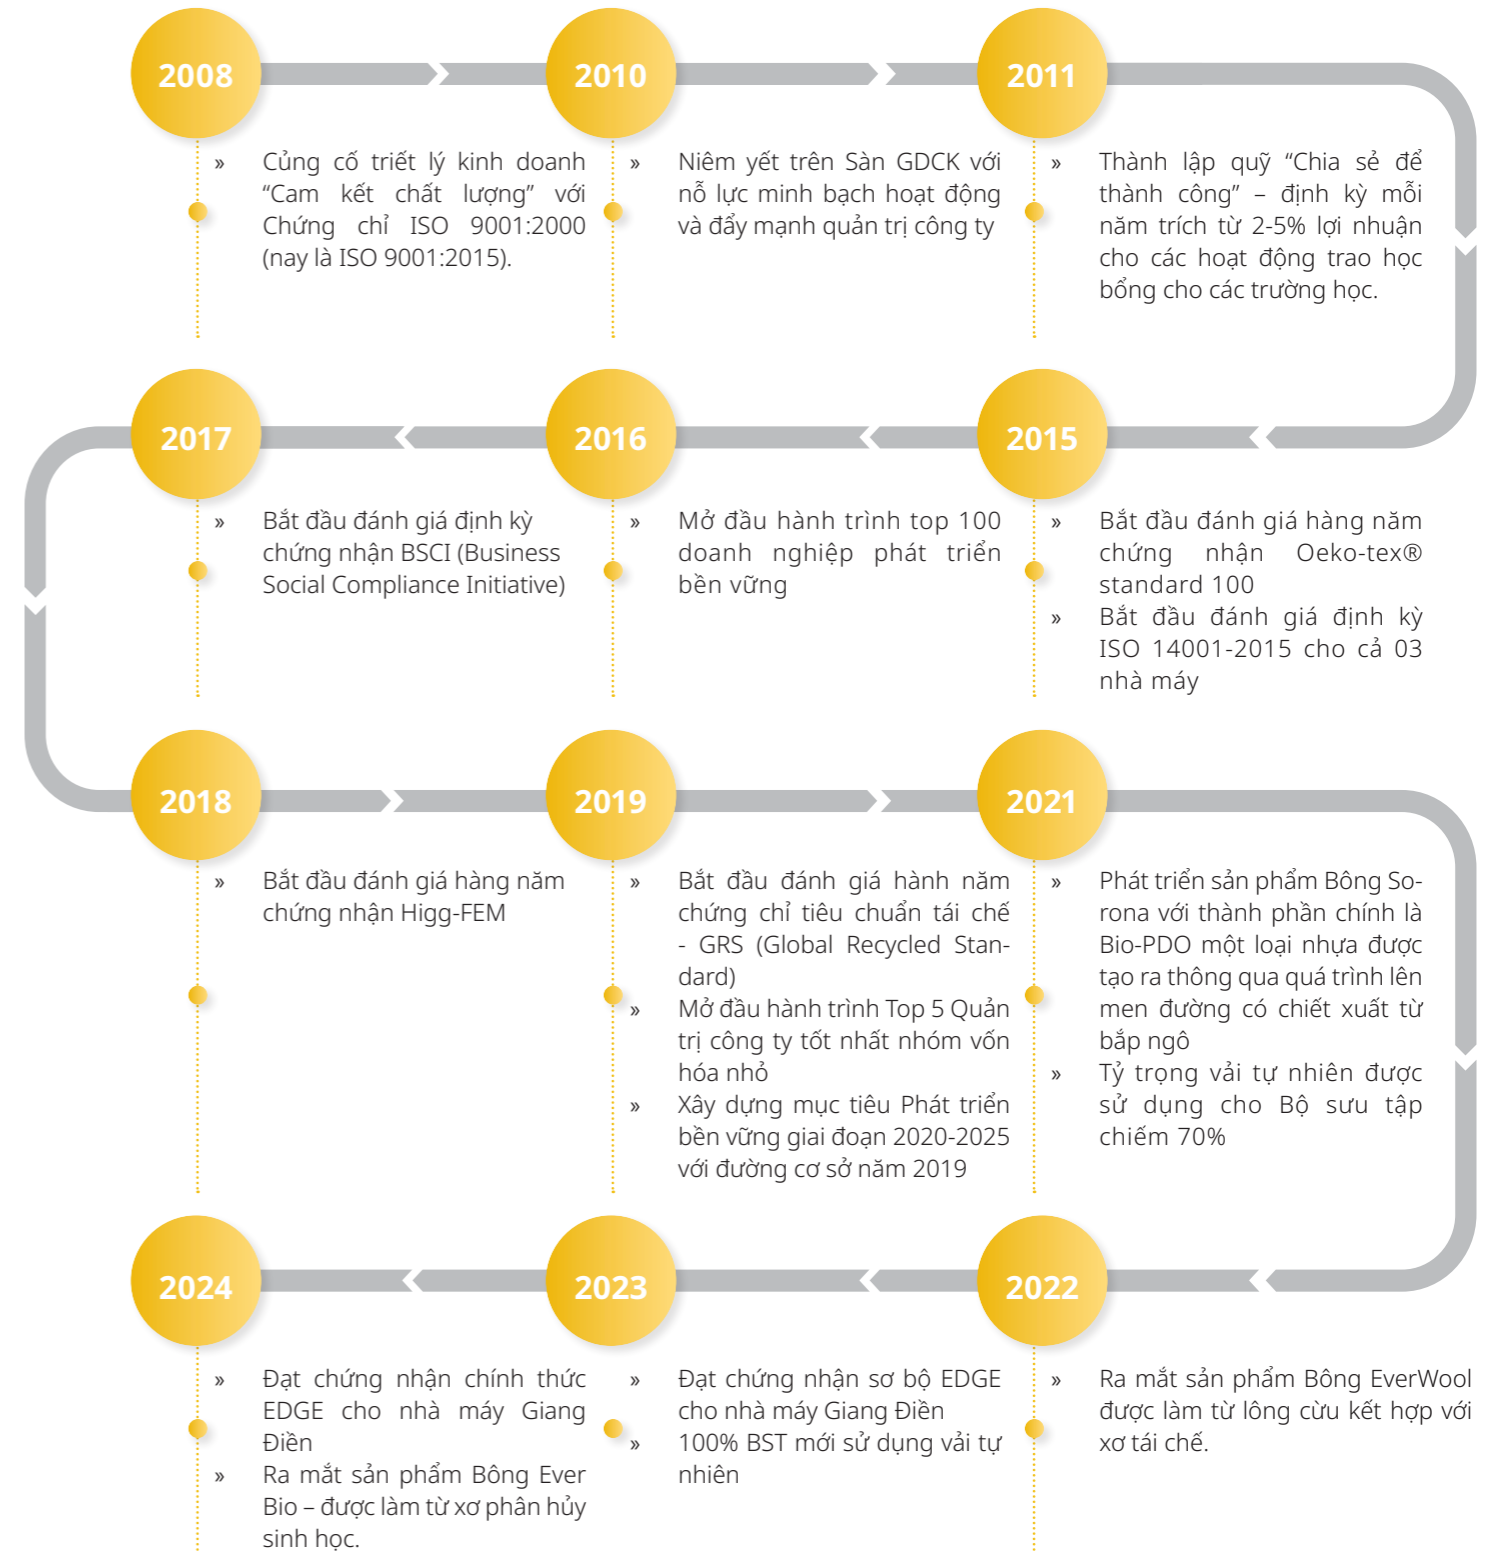 2008
»	Củng cố triết lý kinh doanh
“Cam kết chất lượng” với
Chứng chỉ ISO 9001:2000
(nay là ISO 9001:2015).
2010
»	Niêm yết trên Sàn GDCK với
nỗ lực minh bạch hoạt động
và đẩy mạnh quản trị công ty
2011
»	Thành lập quỹ “Chia sẻ để
thành công” – định kỳ mỗi
năm trích từ 2-5% lợi nhuận
cho các hoạt động trao học
bổng cho các trường học.
2015
»	Bắt đầu đánh giá hàng năm
chứng nhận Oeko-tex®
standard 100
»	Bắt đầu đánh giá định kỳ
ISO 14001-2015 cho cả 03
nhà máy
2016
»	Mở đầu hành trình top 100
doanh nghiệp phát triển
bền vững
2017
»	Bắt đầu đánh giá định kỳ
chứng nhận BSCI (Business
Social Compliance Initiative)
2018
»	Bắt đầu đánh giá hàng năm
chứng nhận Higg-FEM
2019
»	Bắt đầu đánh giá hành năm
chứng chỉ tiêu chuẩn tái chế
- GRS (Global Recycled Stan-
dard)
»	Mở đầu hành trình Top 5 Quản
trị công ty tốt nhất nhóm vốn
hóa nhỏ
»	Xây dựng mục tiêu Phát triển
bền vững giai đoạn 2020-2025
với đường cơ sở năm 2019
2021
»	Phát triển sản phẩm Bông So-
rona với thành phần chính là
Bio-PDO một loại nhựa được
tạo ra thông qua quá trình lên
men đường có chiết xuất từ
bắp ngô
»	Tỷ trọng vải tự nhiên được
sử dụng cho Bộ sưu tập
chiếm 70%
2022
»	Ra mắt sản phẩm Bông EverWool
được làm từ lông cừu kết hợp với
xơ tái chế.
2023
»	Đạt chứng nhận sơ bộ EDGE
cho nhà máy Giang Điền
»	100% BST mới sử dụng vải tự
nhiên
2024
»	Đạt chứng nhận chính thức
EDGE cho nhà máy Giang
Điền
»	Ra mắt sản phẩm Bông Ever
Bio – được làm từ xơ phân hủy
sinh học.